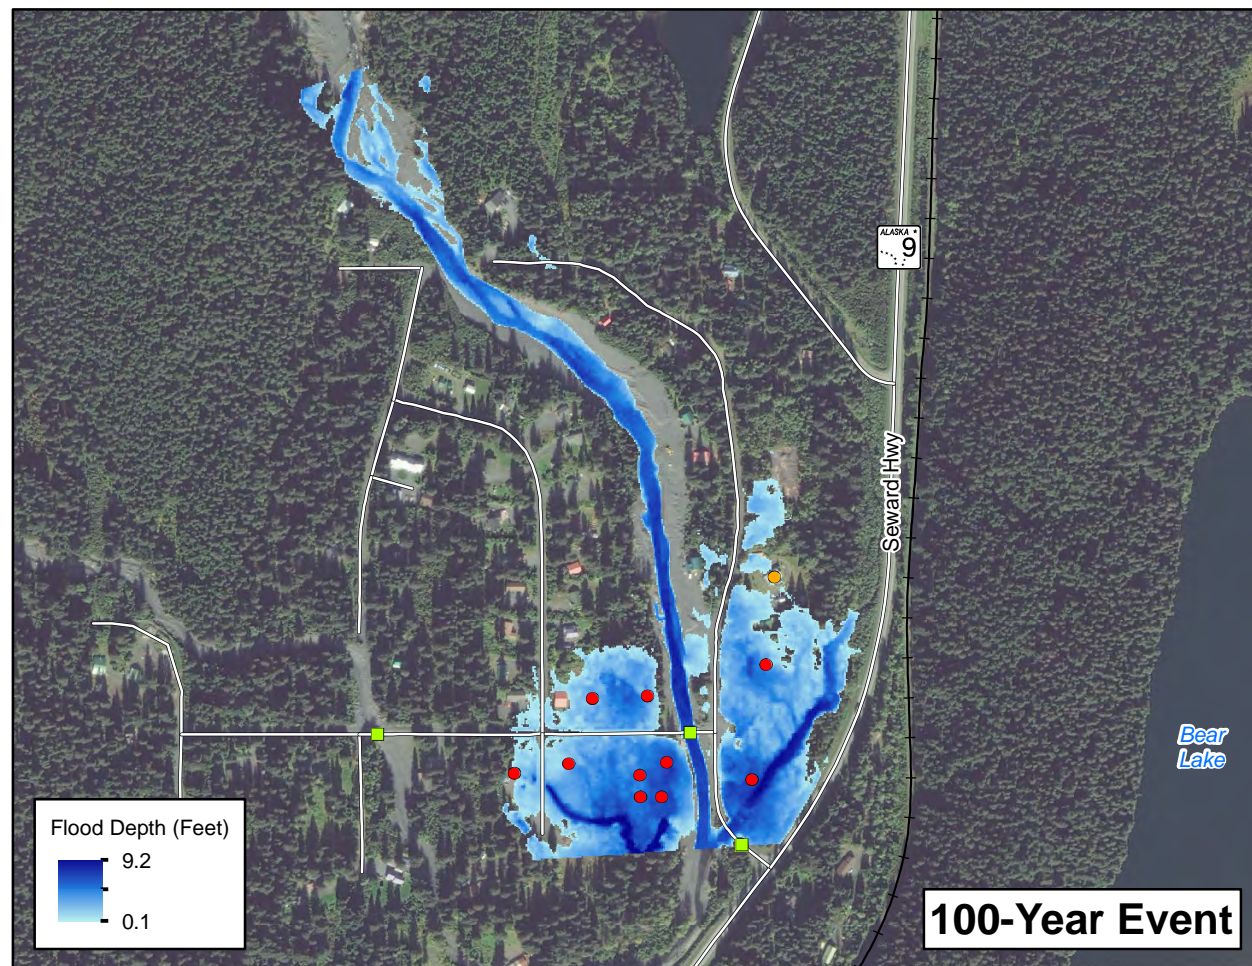 ALASKA
9
Seward Hwy
Bear
Lake
Flood Depth (Feet)
9.2
0.1
100-Year Event